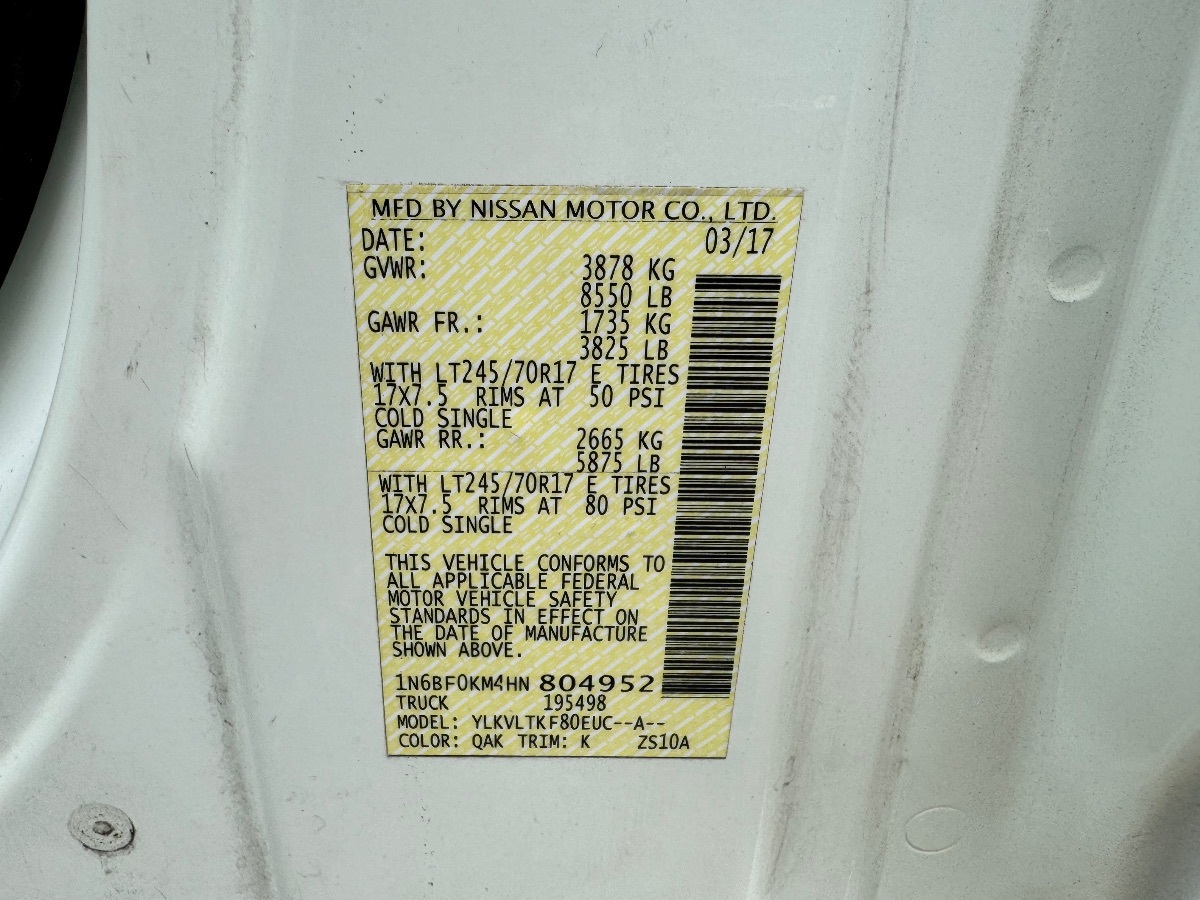 MFD BY NISSAN MOTOR CO., LTD.
DATE: 03/17
GVWR: 3878 KG
8550 LB
GAWR FR.: 1735 KG
3825 LB
WITH LT245/70R17 E TIRES
17X7.5 RIMS AT 50 PSI
COLD SINGLE
GAWR RR.: 2665 KG
5875 LB
WITH LT245/70R17 E TIRES
17X7.5 RIMS AT 80 PSI
COLD SINGLE
THIS VEHICLE CONFORMS TO
ALL APPLICABLE FEDERAL
MOTOR VEHICLE SAFETY
STANDARDS IN EFFECT ON
THE DATE OF MANUFACTURE
SHOWN ABOVE.
1N6BF0KM4HN 804952
TRUCK 195498
MODEL: YLKVLTKF80EUC--A--
COLOR: QAK TRIM: K ZS10A